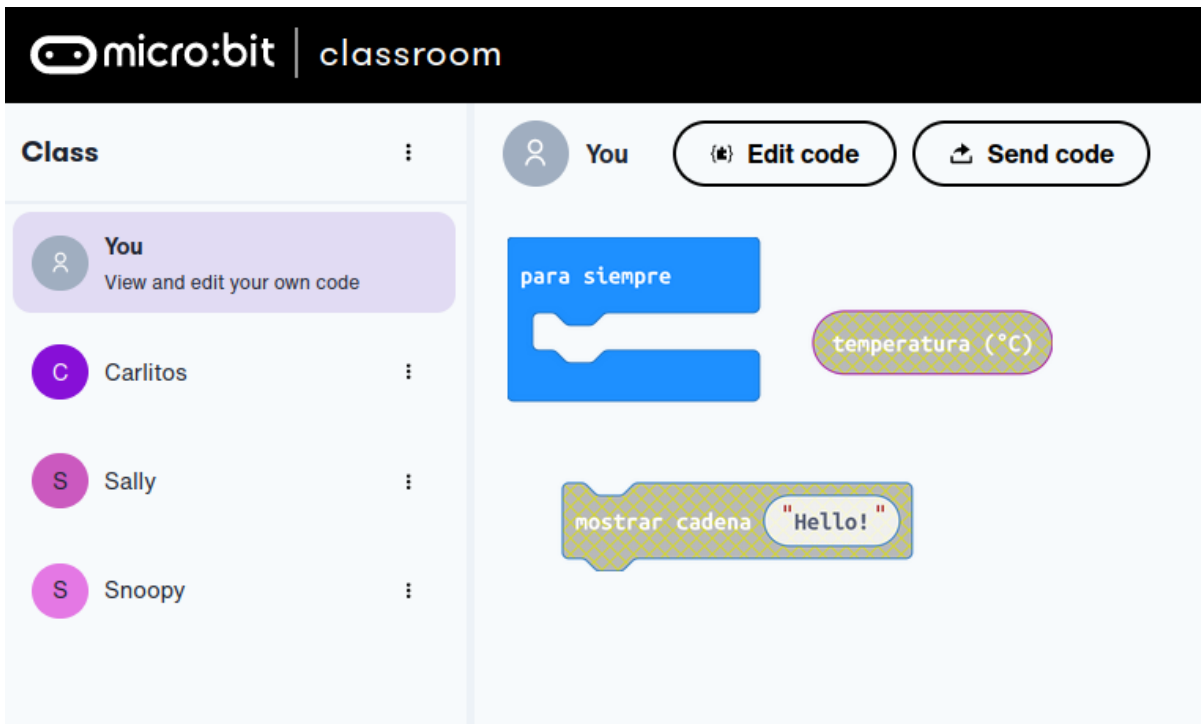 micro:bit | classroom
Class
You
View and edit your own code
C Carlitos
S Sally
S Snoopy
You Edit code Send code
para siempre
temperatura (°C)
mostrar cadena "Hello!"